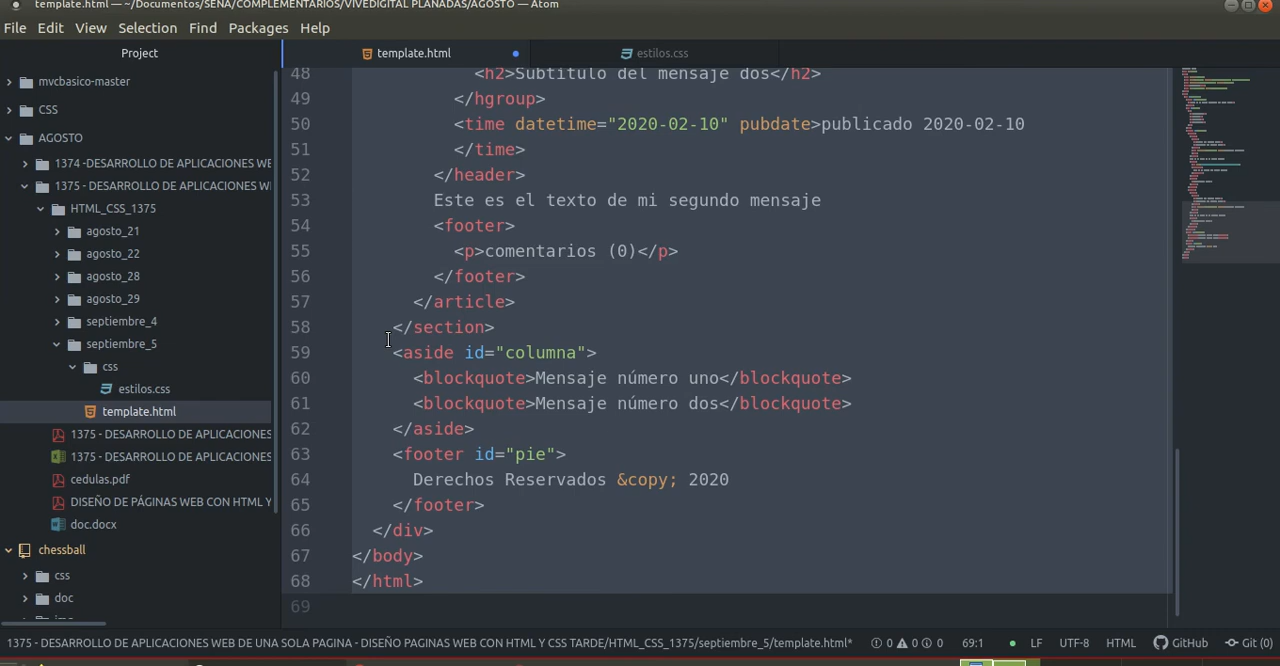 template.html — ~/Documentos/SENA/COMPLEMENTARIOS/VIVEDIGITAL PLANADAS/AGOSTO — Atom
File Edit View Selection Find Packages Help
Project
template.html
estilos.css
mvcbasico-master
CSS
AGOSTO
1374 -DESARROLLO DE APLICACIONES WE
1375 - DESARROLLO DE APLICACIONES W
HTML_CSS_1375
agosto_21
agosto_22
agosto_28
agosto_29
septiembre_4
septiembre_5
css
estilos.css
template.html
1375 - DESARROLLO DE APLICACIONES
1375 - DESARROLLO DE APLICACIONES
cedulas.pdf
DISEÑO DE PÁGINAS WEB CON HTML Y
doc.docx
chessball
css
doc
48 <h2>Subtitulo del mensaje dos</h2>
49 </hgroup>
50 <time datetime="2020-02-10" pubdate>publicado 2020-02-10
51 </time>
52 </header>
53 Este es el texto de mi segundo mensaje
54 <footer>
55 <p>comentarios (0)</p>
56 </footer>
57 </article>
58 </section>
59 <aside id="columna">
60 <blockquote>Mensaje número uno</blockquote>
61 <blockquote>Mensaje número dos</blockquote>
62 </aside>
63 <footer id="pie">
64 Derechos Reservados &copy; 2020
65 </footer>
66 </div>
67 </body>
68 </html>
69
1375 - DESARROLLO DE APLICACIONES WEB DE UNA SOLA PAGINA - DISEÑO PAGINAS WEB CON HTML Y CSS TARDE/HTML_CSS_1375/septiembre_5/template.html* 0 0 0 69:1 LF UTF-8 HTML GitHub Git (0)